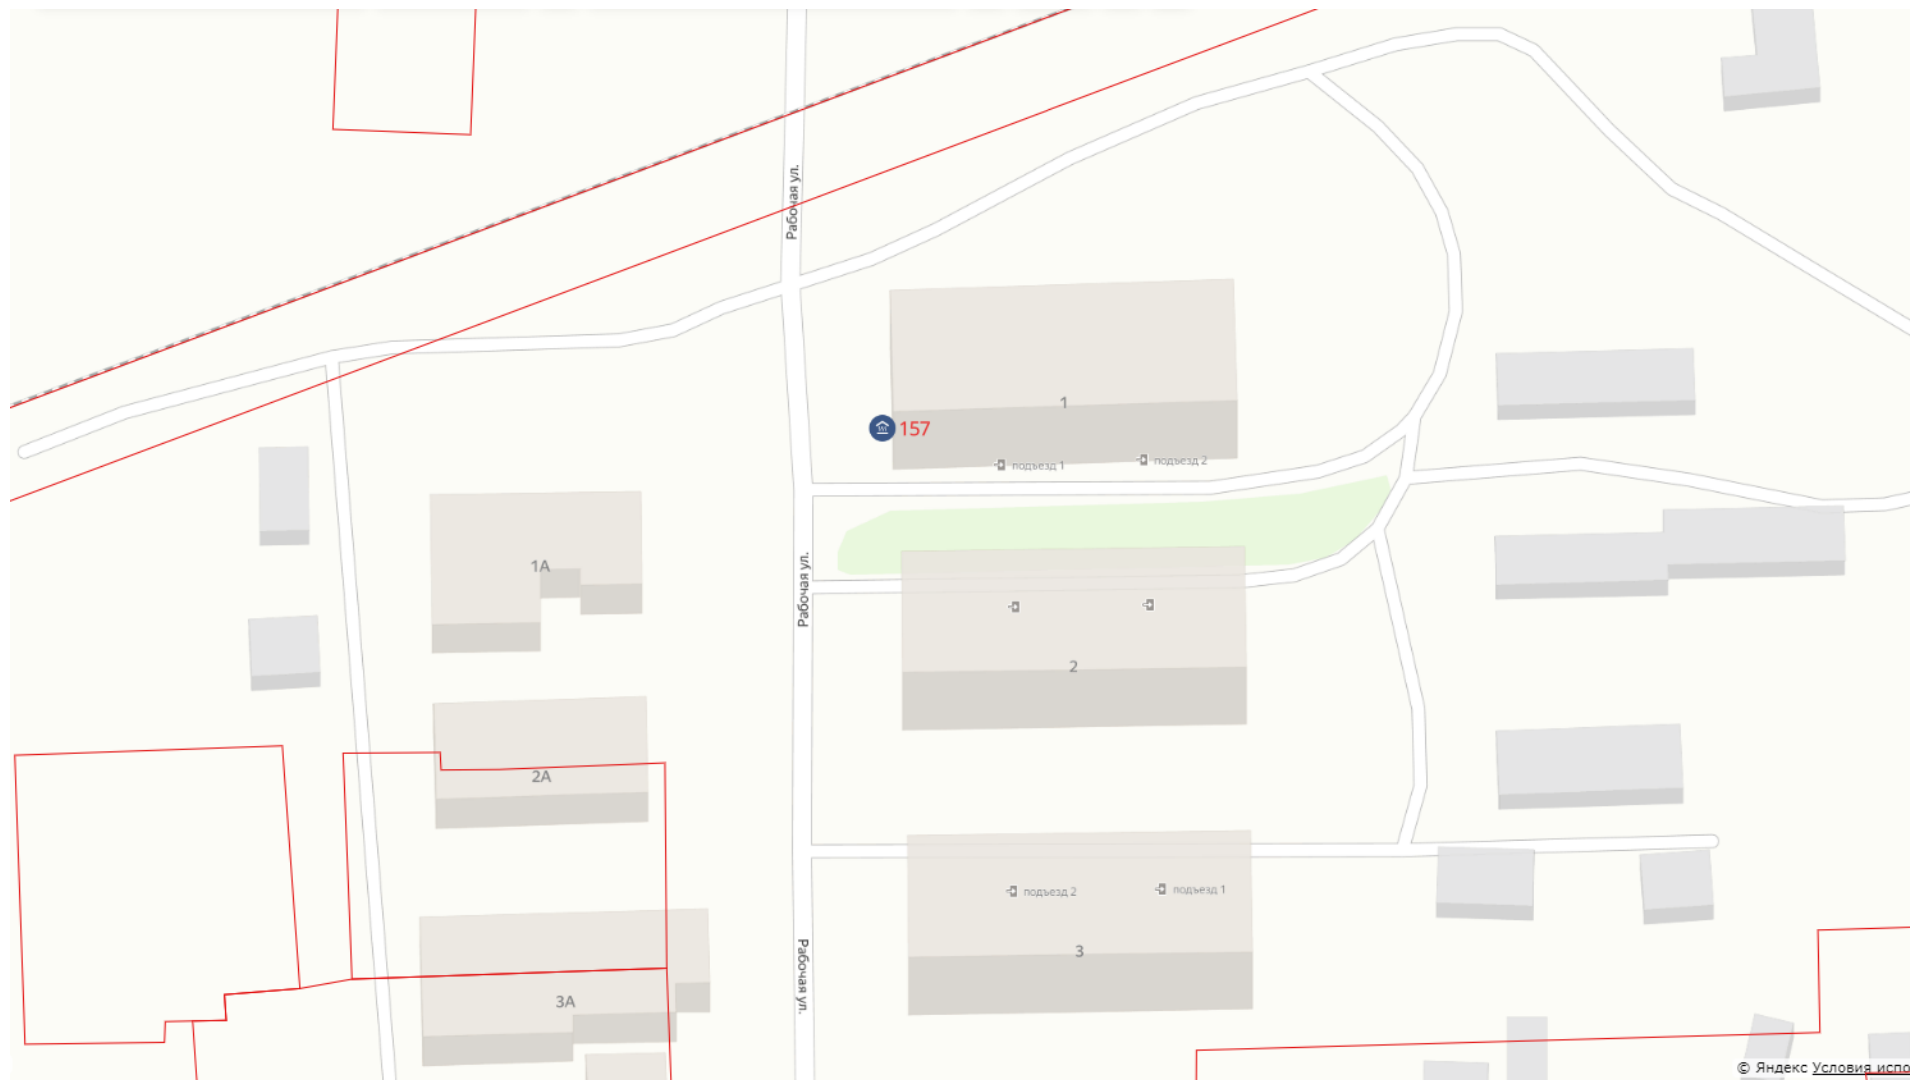 Рабочая ул.
1
157
подъезд 1
подъезд 2
1А
Рабочая ул.
2
2А
подъезд 2
подъезд 1
3
Рабочая ул.
3А
© Яндекс Условия испо